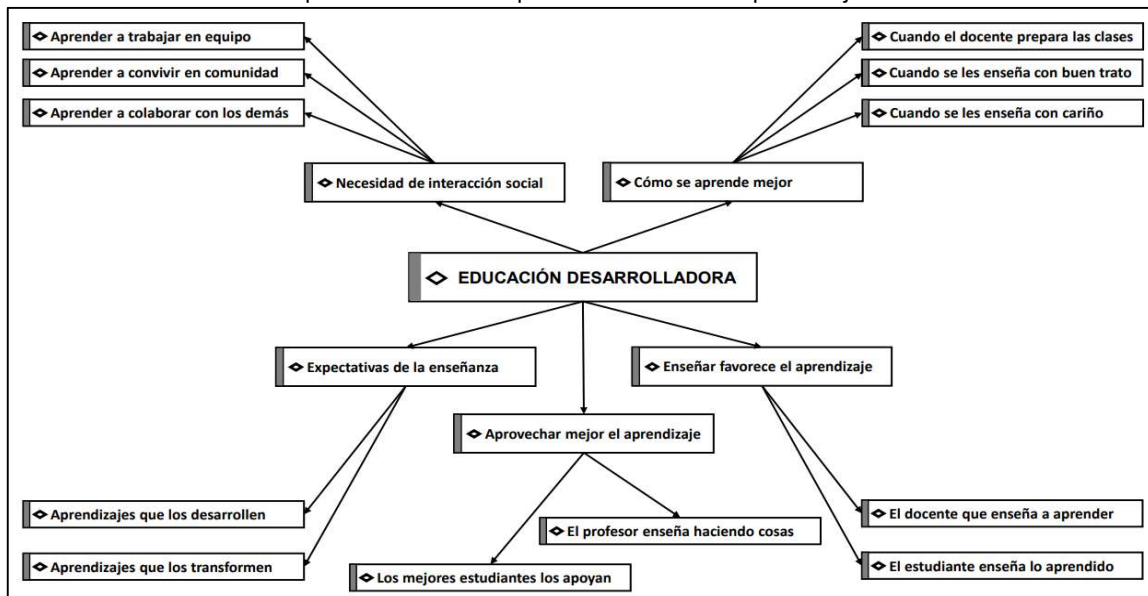 Aprender a trabajar en equipo
Cuando el docente prepara las clases
Aprender a convivir en comunidad
Cuando se les enseña con buen trato
Aprender a colaborar con los demás
Cuando se les enseña con cariño
Necesidad de interacción social
Cómo se aprende mejor
EDUCACIÓN DESARROLLADORA
Expectativas de la enseñanza
Enseñar favorece el aprendizaje
Aprovechar mejor el aprendizaje
Aprendizajes que los desarrollen
El docente que enseña a aprender
El profesor enseña haciendo cosas
Aprendizajes que los transformen
Los mejores estudiantes los apoyan
El estudiante enseña lo aprendido